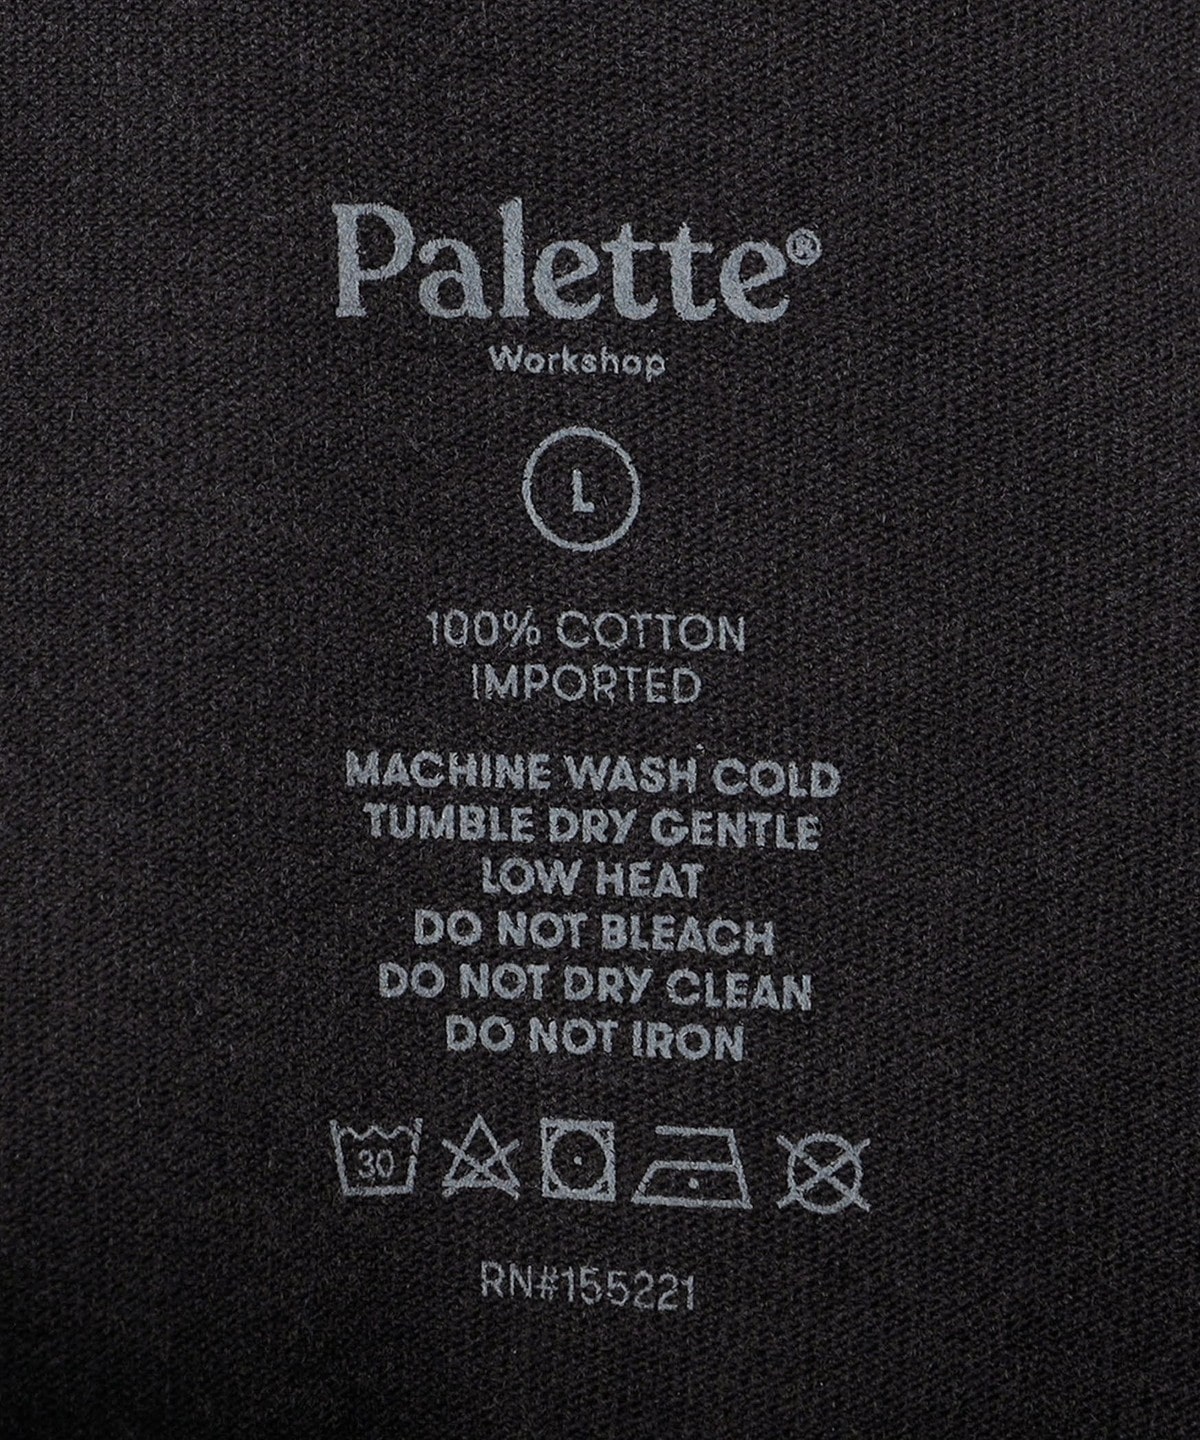 Palette®
Workshop
L
100% COTTON
IMPORTED
MACHINE WASH COLD
TUMBLE DRY GENTLE
LOW HEAT
DO NOT BLEACH
DO NOT DRY CLEAN
DO NOT IRON
30
RN#155221